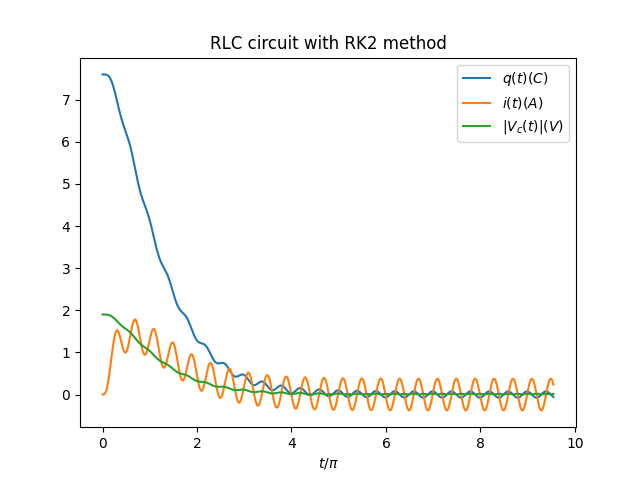 RLC circuit with RK2 method
q(t)(C)
i(t)(A)
|V_c(t)|(V)
7
6
5
4
3
2
1
0
0 2 4 6 8 10
t/π